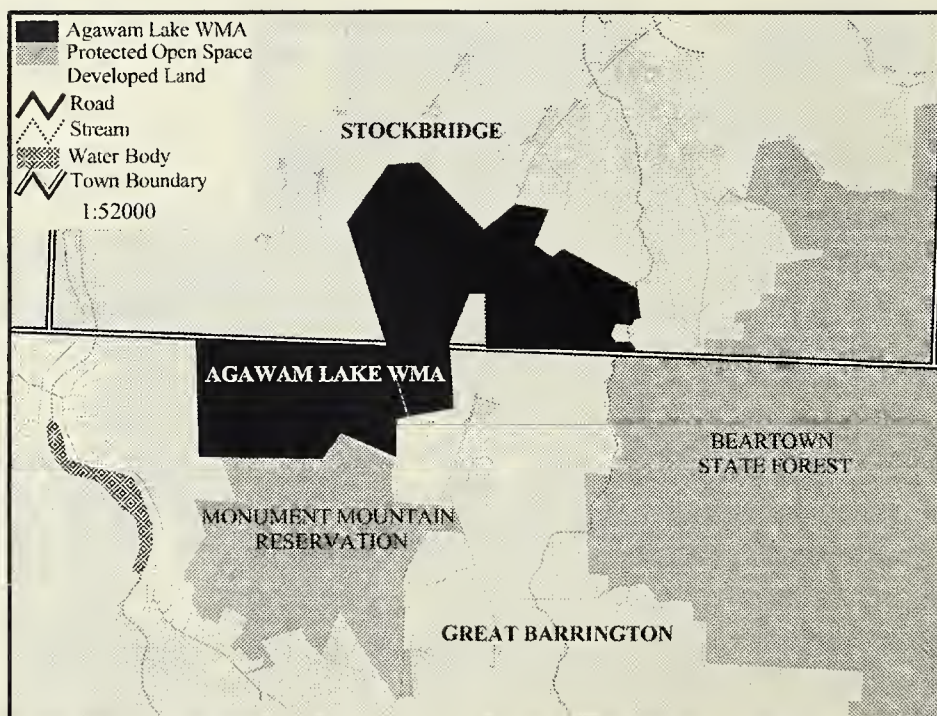 Agawam Lake WMA
Protected Open Space
Developed Land
Road
Stream
Water Body
Town Boundary
1:52000
STOCKBRIDGE
AGAWAM LAKE WMA
BEARTOWN
STATE FOREST
MONUMENT MOUNTAIN
RESERVATION
GREAT BARRINGTON